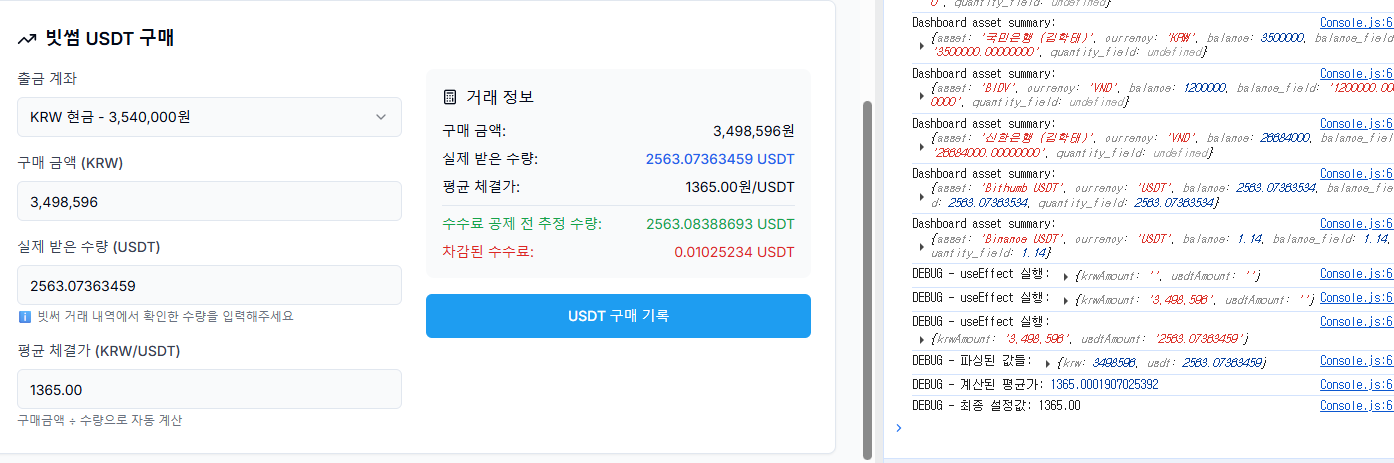 빗썸 USDT 구매
출금 계좌
KRW 현금 - 3,540,000원
구매 금액 (KRW)
3,498,596
실제 받은 수량 (USDT)
2563.07363459
빗썸 거래 내역에서 확인한 수량을 입력해주세요
평균 체결가 (KRW/USDT)
1365.00
구매금액 ÷ 수량으로 자동 계산
거래 정보
구매 금액: 3,498,596원
실제 받은 수량: 2563.07363459 USDT
평균 체결가: 1365.00원/USDT
수수료 공제 전 추정 수량: 2563.08388693 USDT
차감된 수수료: 0.01025234 USDT
USDT 구매 기록
0', quantity_field: undefined}
Dashboard asset summary: Console.js:6
{asset: '국민은행 (김학태)', currency: 'KRW', balance: 3500000, balance_field:
'3500000.00000000', quantity_field: undefined}
Dashboard asset summary: Console.js:6
{asset: 'BIDV', currency: 'VND', balance: 1200000, balance_field: '1200000.00
0000', quantity_field: undefined}
Dashboard asset summary: Console.js:6
{asset: '신한은행 (김학태)', currency: 'VND', balance: 26684000, balance_fiel
'26684000.00000000', quantity_field: undefined}
Dashboard asset summary: Console.js:6
{asset: 'Bithumb USDT', currency: 'USDT', balance: 2563.07363534, balance_fie
d: 2563.07363534, quantity_field: 2563.07363534}
Dashboard asset summary: Console.js:6
{asset: 'Binance USDT', currency: 'USDT', balance: 1.14, balance_field: 1.14,
uantity_field: 1.14}
DEBUG - useEffect 실행: {krwAmount: '', usdtAmount: ''} Console.js:6
DEBUG - useEffect 실행: {krwAmount: '3,498,596', usdtAmount: ''} Console.js:6
DEBUG - useEffect 실행: Console.js:6
{krwAmount: '3,498,596', usdtAmount: '2563.07363459'}
DEBUG - 파싱된 값들: {krw: 3498596, usdt: 2563.07363459} Console.js:6
DEBUG - 계산된 평균가: 1365.0001907025392 Console.js:6
DEBUG - 최종 설정값: 1365.00 Console.js:6